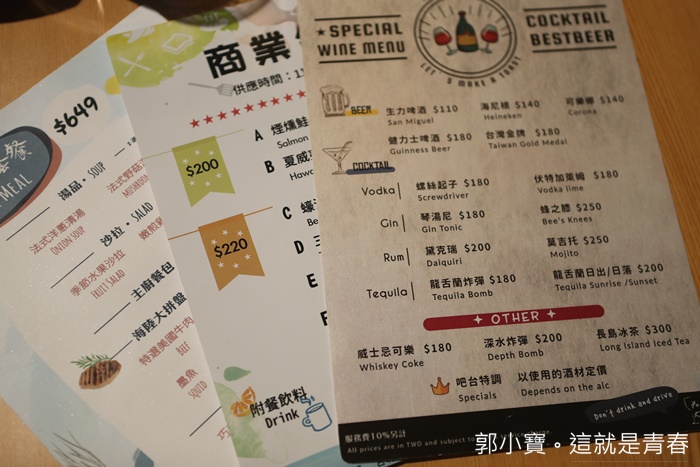 $649
MEAL
湯品・SOUP
法式洋蔥清湯
ONION SOUP
沙拉・SALAD
季節水果沙拉
FRUIT SALAD
主廚餐包
海陸大拼盤
特選美國牛肉
墨魚
SQUID
商業
供應時間：1
$200
A 煙燻鮭
Salmon
B 夏威
Haw
$220
C 蠔
Be
D
E
F
附餐飲料
Drink
SPECIAL
WINE MENU
COCKTAIL
BESTBEER
LET'S MAKE A TOAST
BEER
生力啤酒 $110
San Miguel
海尼根 $140
Heineken
可樂娜 $140
Corona
健力士啤酒 $180
Guinness Beer
台灣金牌 $180
Taiwan Gold Medal
COCKTAIL
Vodka
螺絲起子 $180
Screwdriver
伏特加萊姆 $180
Vodka lime
Gin
琴湯尼 $180
Gin Tonic
蜂之膝 $250
Bee's Knees
Rum
黛克瑞 $200
Daiquiri
莫吉托 $250
Mojito
Tequila
龍舌蘭炸彈 $180
Tequila Bomb
龍舌蘭日出/日落 $200
Tequila Sunrise /Sunset
OTHER
威士忌可樂 $180
Whiskey Coke
深水炸彈 $200
Depth Bomb
長島冰茶 $300
Long Island Iced Tea
吧台特調 以使用的酒材定價
Specials Depends on the alc
Don't drink and drive
服務費10%另計
All prices are in TWD and subject to
郭小寶。這就是青春